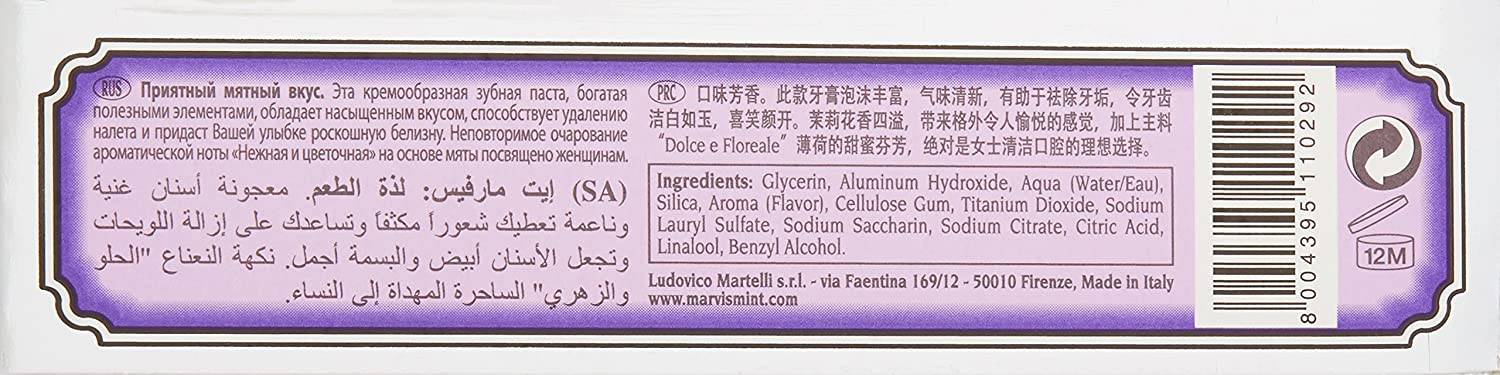 RUS Приятный мятный вкус. Эта кремообразная зубная паста, богатая
полезными элементами, обладает насыщенным вкусом, способствует удалению
налета и придаст Вашей улыбке роскошную белизну. Неповторимое очарование
ароматической ноты «Нежная и цветочная» на основе мяты посвящено женщинам.
(SA) إيت مارفيس: لذة الطعم. معجونة أسنان غنية
وناعمة تعطيك شعوراً مكثفاً وتساعدك على إزالة اللويحات
وتجعل الأسنان أبيض والبسمة أجمل. نكهة النعناع "الحلو
والزهري" الساحرة المهداة إلى النساء.
PRC 口味芳香。此款牙膏泡沫丰富，气味清新，有助于祛除牙垢，令牙齿
洁白如玉，喜笑颜开。茉莉花香四溢，带来格外令人愉悦的感觉，加上主料
"Dolce e Floreale" 薄荷的甜蜜芬芳，绝对是女士清洁口腔的理想选择。
Ingredients: Glycerin, Aluminum Hydroxide, Aqua (Water/Eau),
Silica, Aroma (Flavor), Cellulose Gum, Titanium Dioxide, Sodium
Lauryl Sulfate, Sodium Saccharin, Sodium Citrate, Citric Acid,
Linalool, Benzyl Alcohol.
Ludovico Martelli s.r.l. - via Faentina 169/12 - 50010 Firenze, Made in Italy
www.marvismint.com
8 004395 110292
12M